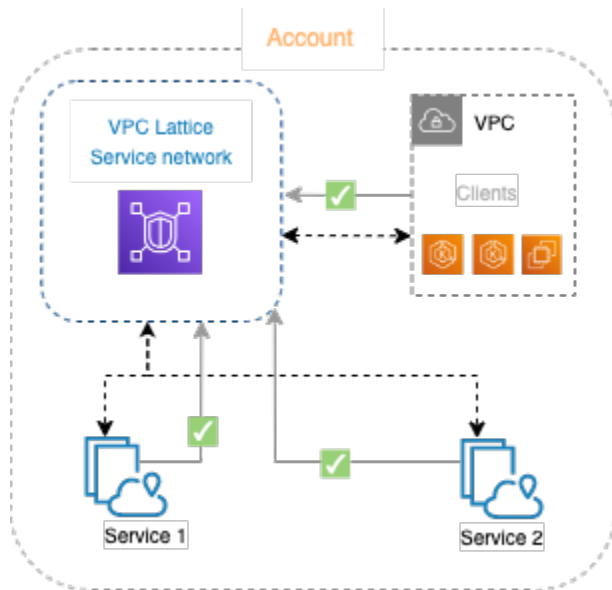 Account
VPC Lattice
Service network
VPC
Clients
Service 1
Service 2